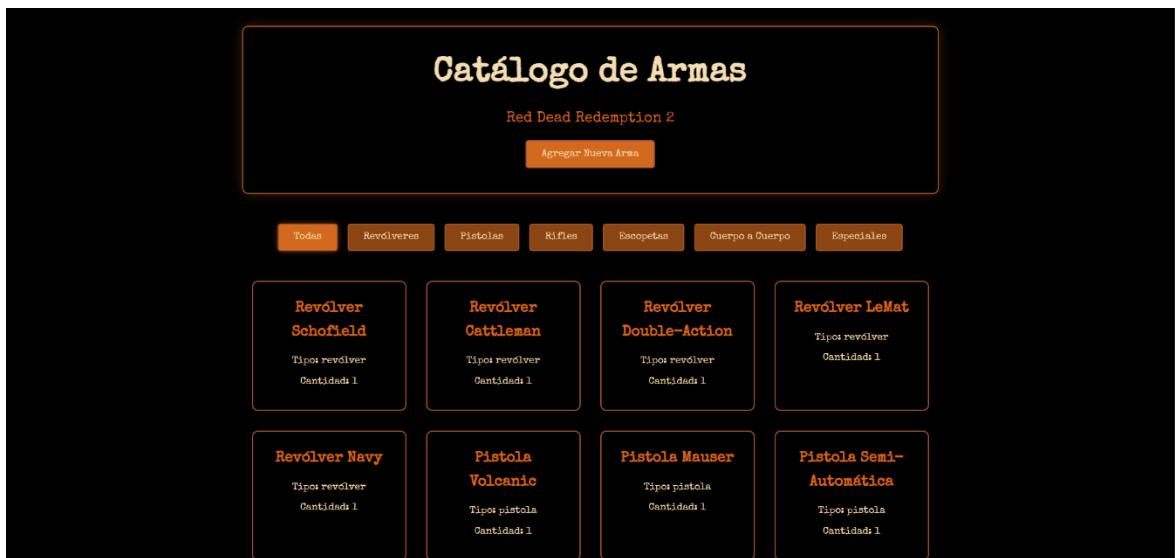 Catálogo de Armas
Red Dead Redemption 2
Agregar Nueva Arma
Todas
Revólveres
Pistolas
Rifles
Escopetas
Cuerpo a Cuerpo
Especiales
Revólver
Schofield
Tipo: revólver
Cantidad: 1
Revólver
Cattleman
Tipo: revólver
Cantidad: 1
Revólver
Double-Action
Tipo: revólver
Cantidad: 1
Revólver LeMat
Tipo: revólver
Cantidad: 1
Revólver Navy
Tipo: revólver
Cantidad: 1
Pistola
Volcanic
Tipo: pistola
Cantidad: 1
Pistola Mauser
Tipo: pistola
Cantidad: 1
Pistola Semi-
Automática
Tipo: pistola
Cantidad: 1